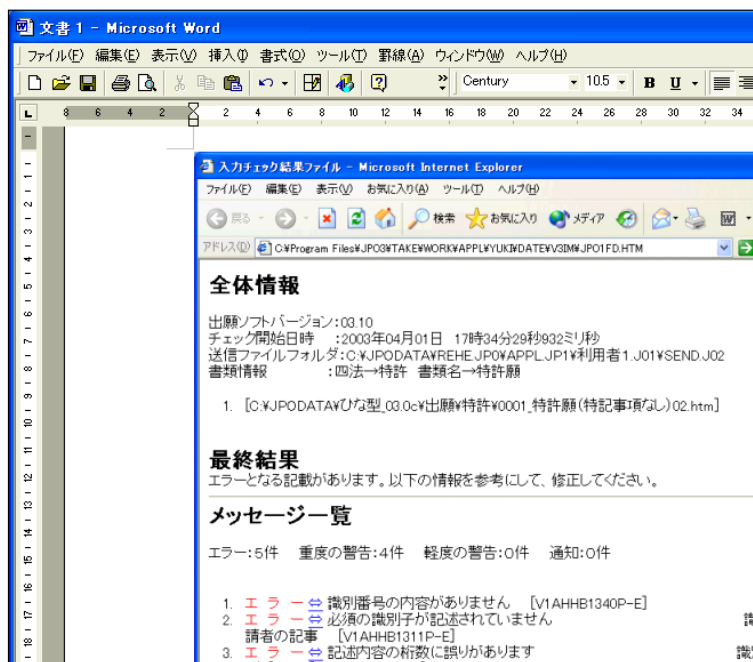 文書 1 - Microsoft Word
ファイル(F) 編集(E) 表示(V) 挿入(I) 書式(O) ツール(T) 罫線(A) ウィンドウ(W) ヘルプ(H)
Century 10.5 B U
8 6 4 2 2 4 6 8 10 12 14 16 18 20 22 24 26 28 30 32 34
入力チェック結果ファイル - Microsoft Internet Explorer
ファイル(F) 編集(E) 表示(V) お気に入り(A) ツール(T) ヘルプ(H)
戻る 検索 お気に入り メディア
アドレス(D) C:¥Program Files¥JPO3¥TAKE¥WORK¥APPL¥YUKI¥DATE¥V3IM¥JPO1FD.HTM
全体情報
出願ソフトバージョン:03.10
チェック開始日時 :2003年04月01日 17時34分29秒932ミリ秒
送信ファイルフォルダ:C:¥JPODATA¥REHE.JP0¥APPL.JP1¥利用者1.J01¥SEND.J02
書類情報 :四法→特許 書類名→特許願
1. [C:¥JPODATA¥ひな型_03.0c¥出願¥特許¥0001_特許願(特記事項なし)02.htm]
最終結果
エラーとなる記載があります。以下の情報を参考にして、修正してください。
メッセージ一覧
エラー:5件 重度の警告:4件 軽度の警告:0件 通知:0件
1. エ ラ ー⇔ 識別番号の内容がありません [V1AHHB1340P-E]
2. エ ラ ー⇔ 必須の識別子が記述されていません 識
請者の記事 [V1AHHB1311P-E]
3. エ ラ ー⇔ 記述内容の桁数に誤りがあります 識
2
4
6
8
10
12
14
16
17
18